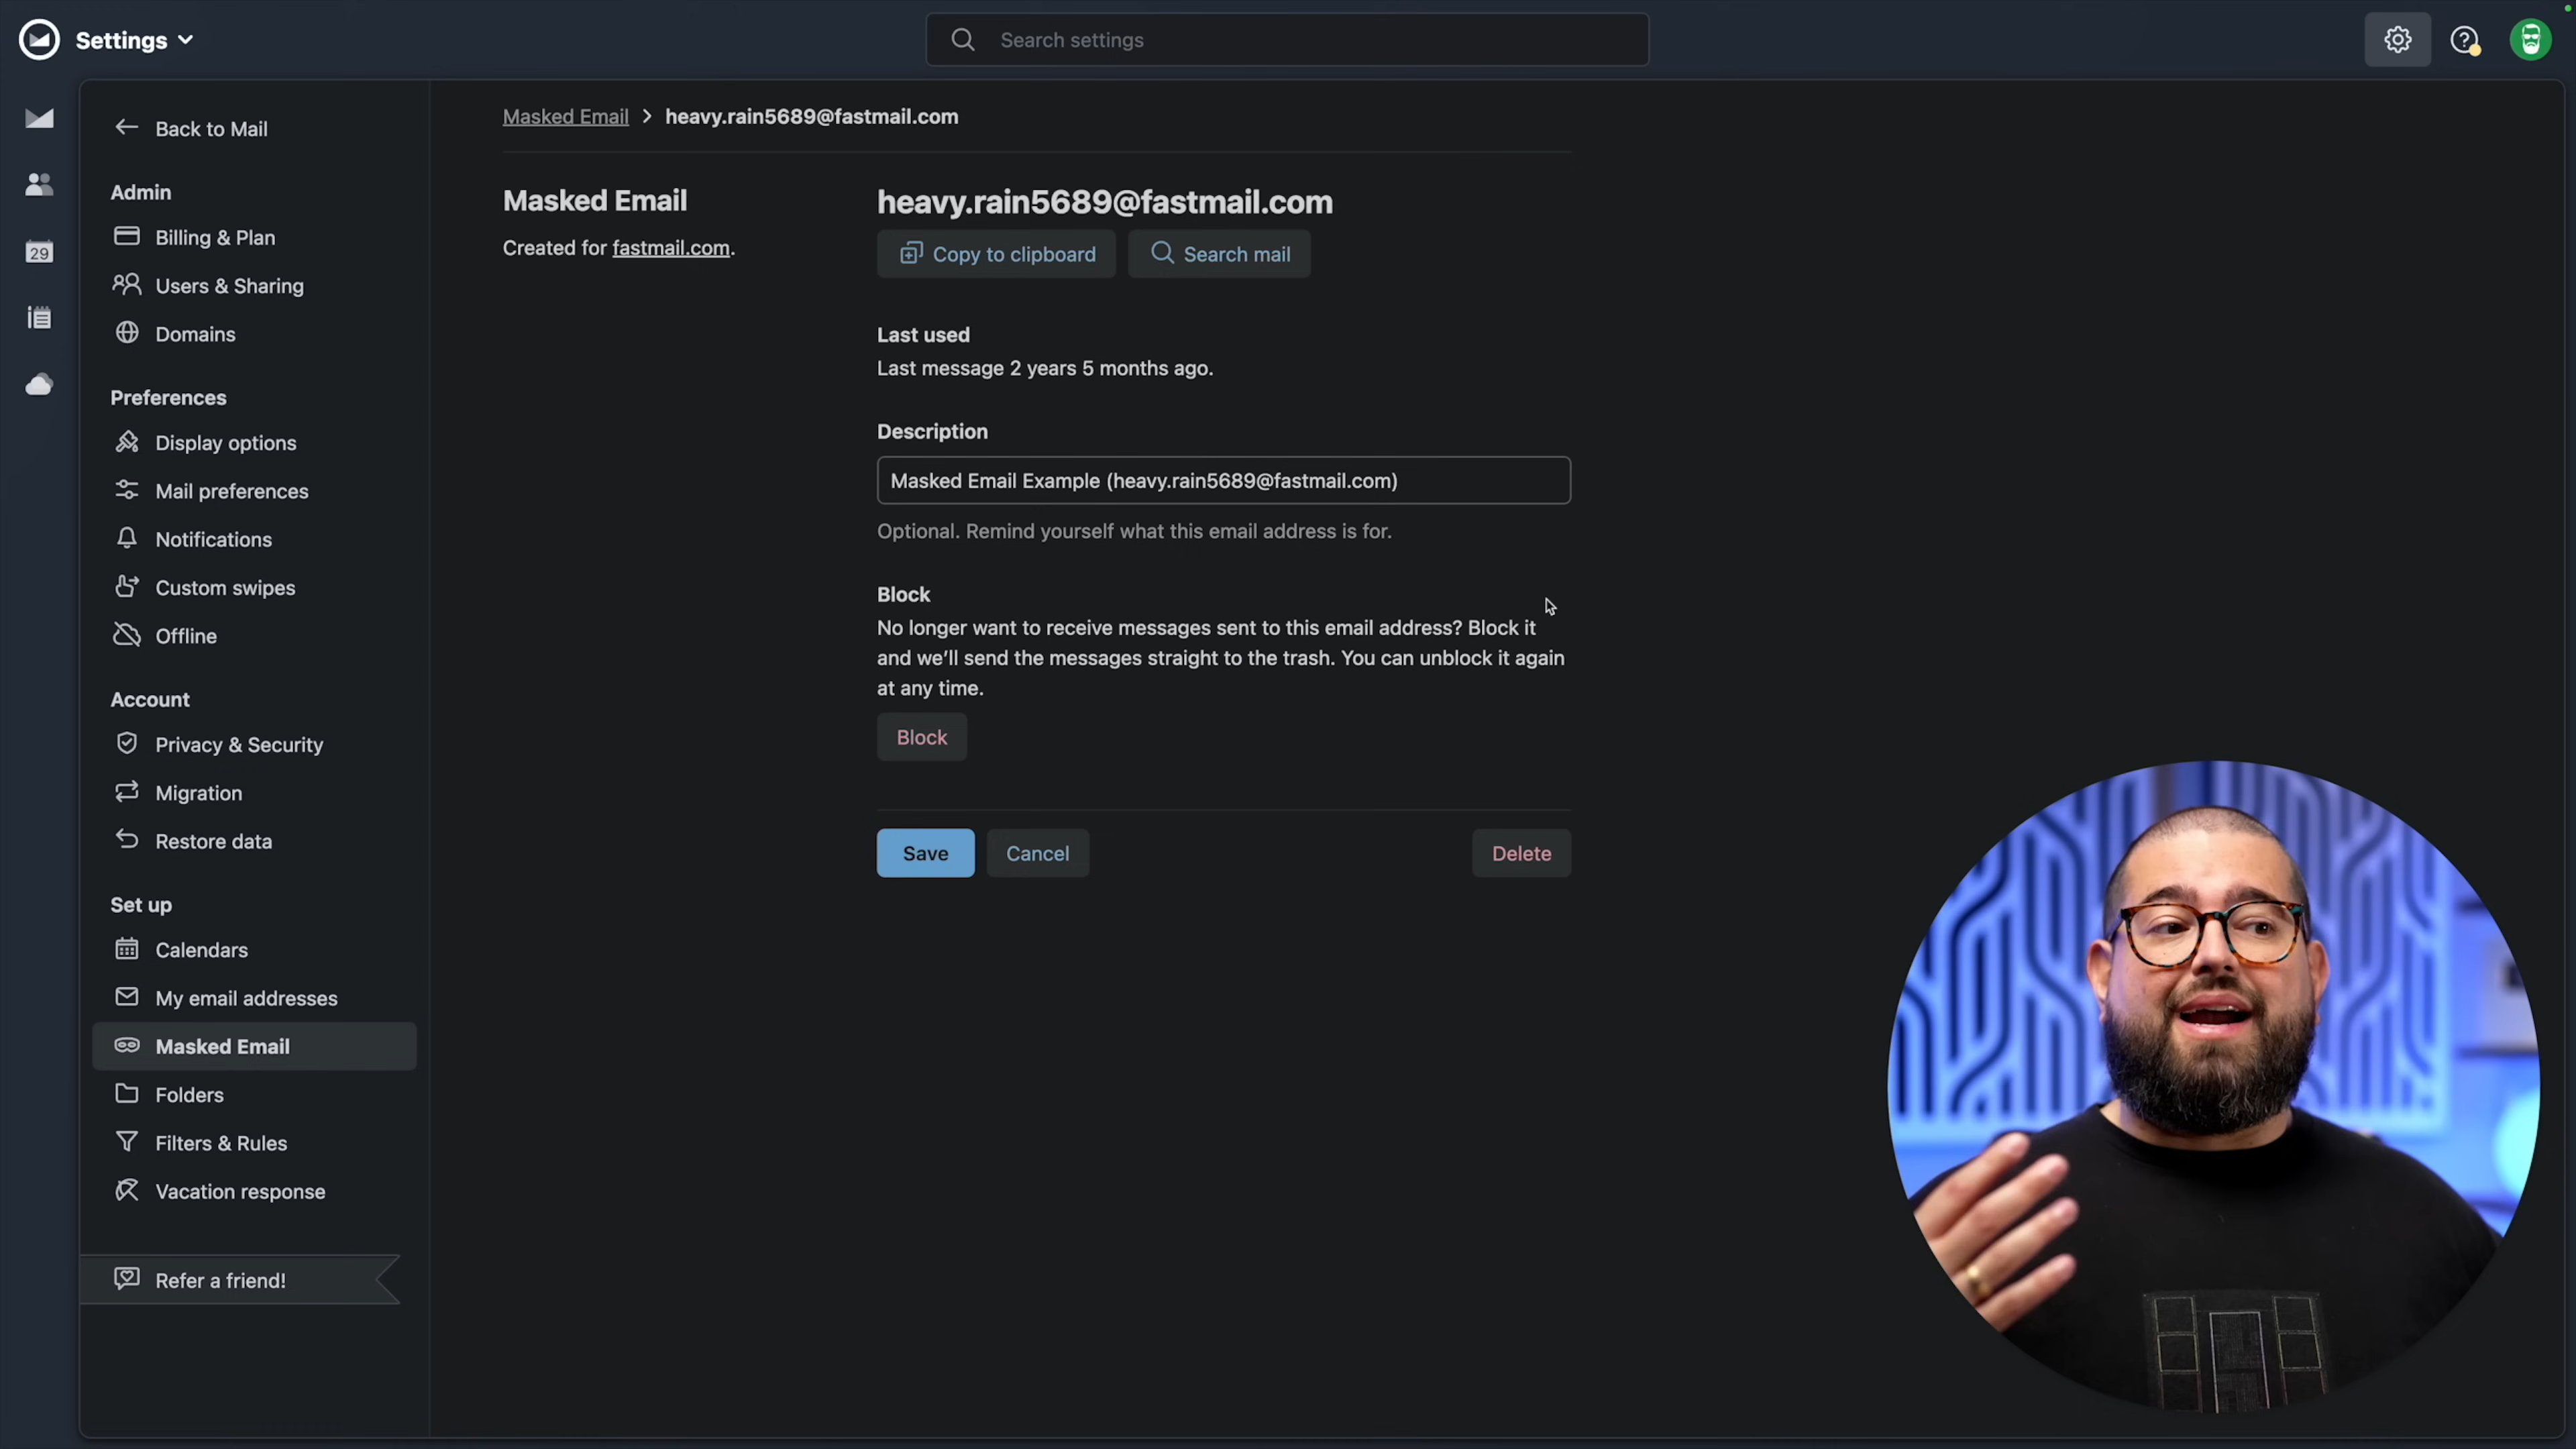 Settings
Search settings
29
Back to Mail
Admin
Billing & Plan
Users & Sharing
Domains
Preferences
Display options
Mail preferences
Notifications
Custom swipes
Offline
Account
Privacy & Security
Migration
Restore data
Set up
Calendars
My email addresses
Masked Email
Folders
Filters & Rules
Vacation response
Refer a friend!
Masked Email > heavy.rain5689@fastmail.com
Masked Email
Created for fastmail.com.
heavy.rain5689@fastmail.com
Copy to clipboard
Search mail
Last used
Last message 2 years 5 months ago.
Description
Masked Email Example (heavy.rain5689@fastmail.com)
Optional. Remind yourself what this email address is for.
Block
No longer want to receive messages sent to this email address? Block it
and we’ll send the messages straight to the trash. You can unblock it again
at any time.
Block
Save
Cancel
Delete